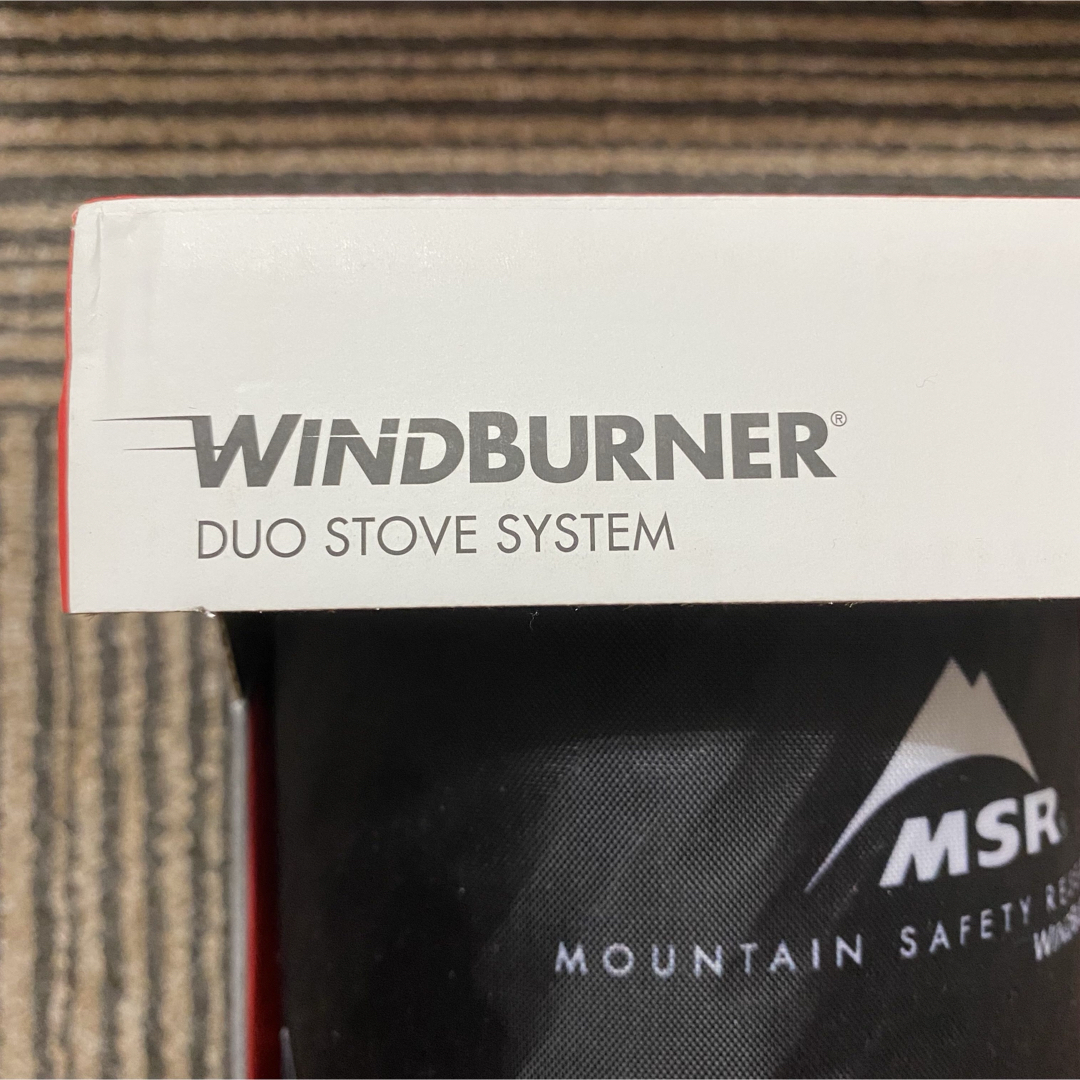 WINDBURNER®
DUO STOVE SYSTEM
MSR
MOUNTAIN SAFETY